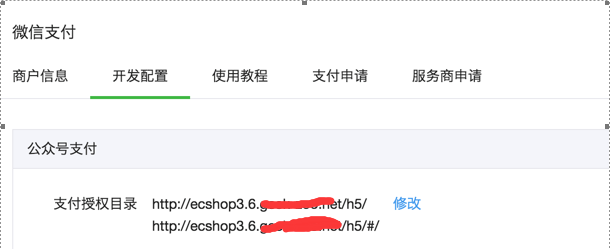 微信支付
商户信息 开发配置 使用教程 支付申请 服务商申请
公众号支付
支付授权目录 http://ecshop3.6.g .net/h5/ 修改
http://ecshop3.6.g .net/h5/#/